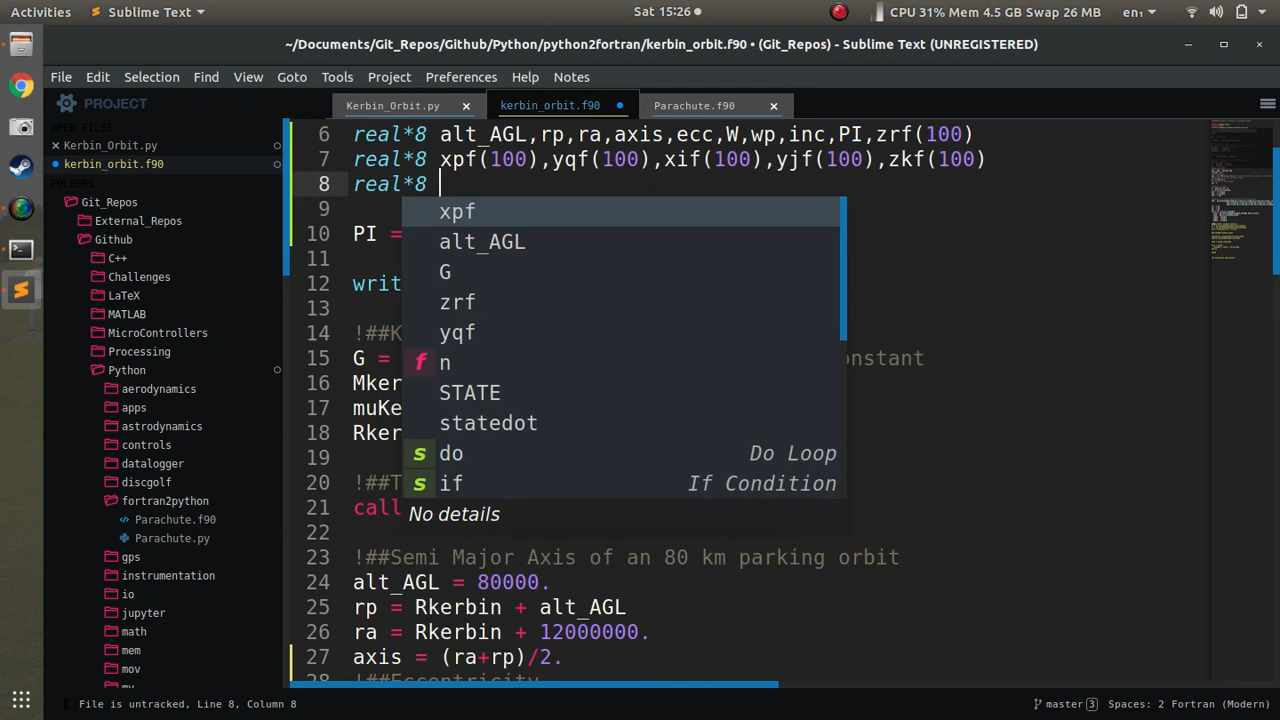 Activities
Sublime Text
Sat 15:26
CPU 31% Mem 4.5 GB Swap 26 MB
en₁
~/Documents/Git_Repos/Github/Python/python2fortran/kerbin_orbit.f90 • (Git_Repos) - Sublime Text (UNREGISTERED)
File Edit Selection Find View Goto Tools Project Preferences Help Notes
PROJECT
OPEN FILES
Kerbin_Orbit.py
kerbin_orbit.f90
FOLDERS
Git_Repos
External_Repos
Github
C++
Challenges
LaTeX
MATLAB
MicroControllers
Processing
Python
aerodynamics
apps
astrodynamics
controls
datalogger
discgolf
fortran2python
Parachute.f90
Parachute.py
gps
instrumentation
io
jupyter
math
mem
mov
Kerbin_Orbit.py
kerbin_orbit.f90
Parachute.f90
6 real*8 alt_AGL,rp,ra,axis,ecc,W,wp,inc,PI,zrf(100)
7 real*8 xpf(100),yqf(100),xif(100),yjf(100),zkf(100)
8 real*8
9
10 PI =
11
12 writ
13
14 !##K
15 G = onstant
16 Mker
17 muKe
18 Rker
19
20 !##T
21 call
22
23 !##Semi Major Axis of an 80 km parking orbit
24 alt_AGL = 80000.
25 rp = Rkerbin + alt_AGL
26 ra = Rkerbin + 12000000.
27 axis = (ra+rp)/2.
!##Eccentricity
xpf
alt_AGL
G
zrf
yqf
f n
STATE
statedot
s do Do Loop
s if If Condition
No details
File is untracked, Line 8, Column 8
master 3
Spaces: 2
Fortran (Modern)